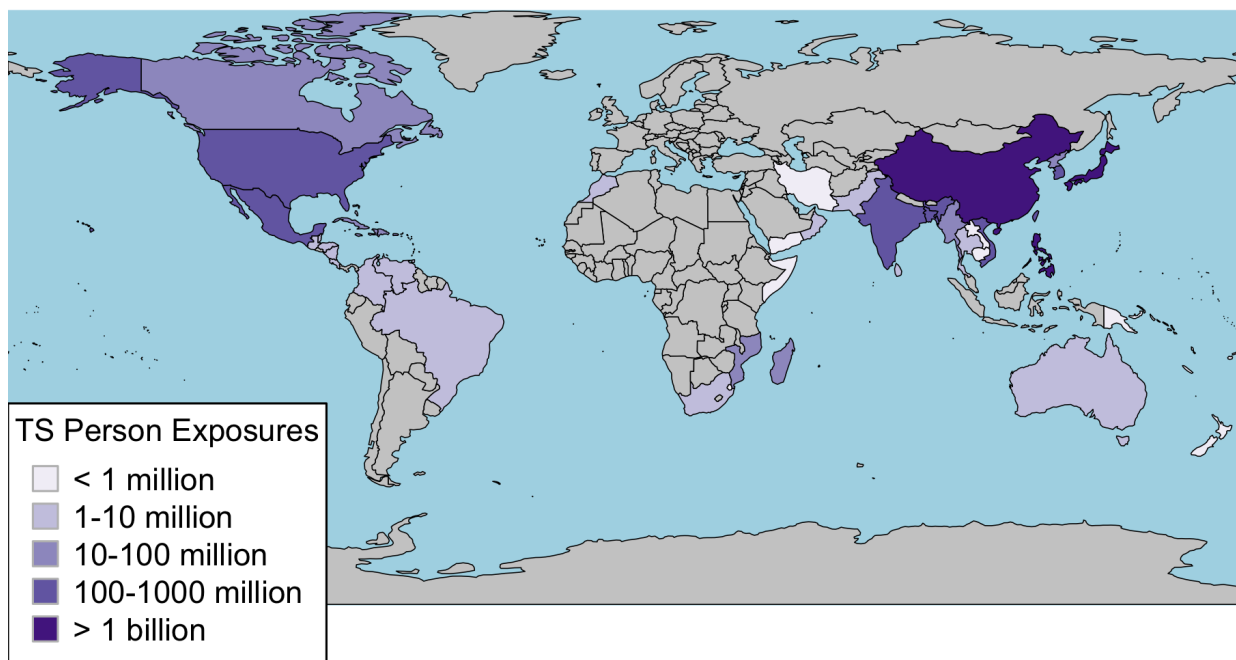 TS Person Exposures
< 1 million
1-10 million
10-100 million
100-1000 million
> 1 billion